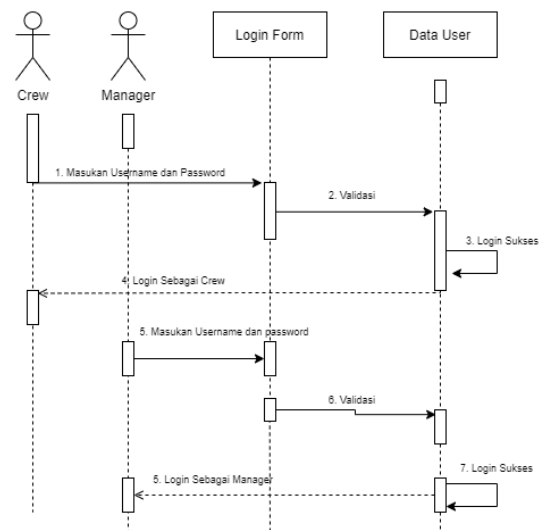 Login Form
Data User
Crew
Manager
1. Masukan Username dan Password
2. Validasi
3. Login Sukses
4. Login Sebagai Crew
5. Masukan Username dan password
6. Validasi
7. Login Sukses
5. Login Sebagai Manager